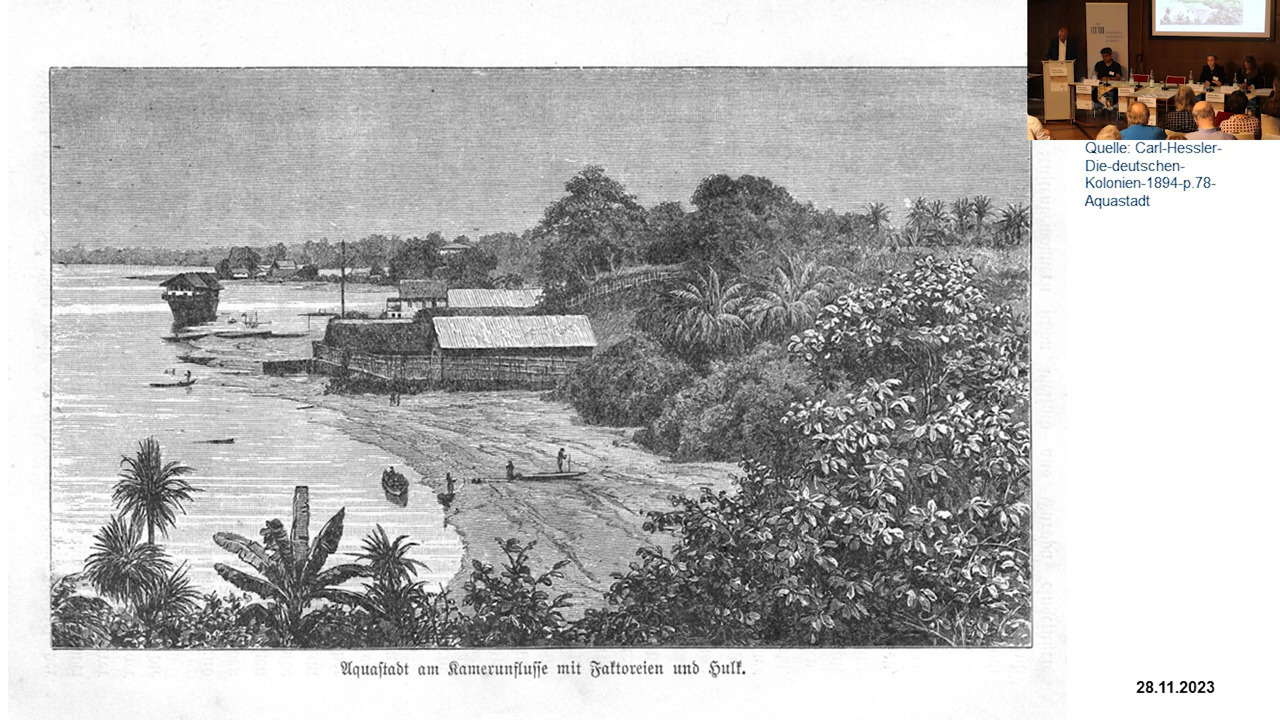 Quelle: Carl-Hessler-
Die-deutschen-
Kolonien-1894-p.78-
Aquastadt
Aquastadt am Kamerunflusse mit Faktoreien und Hulk.
28.11.2023